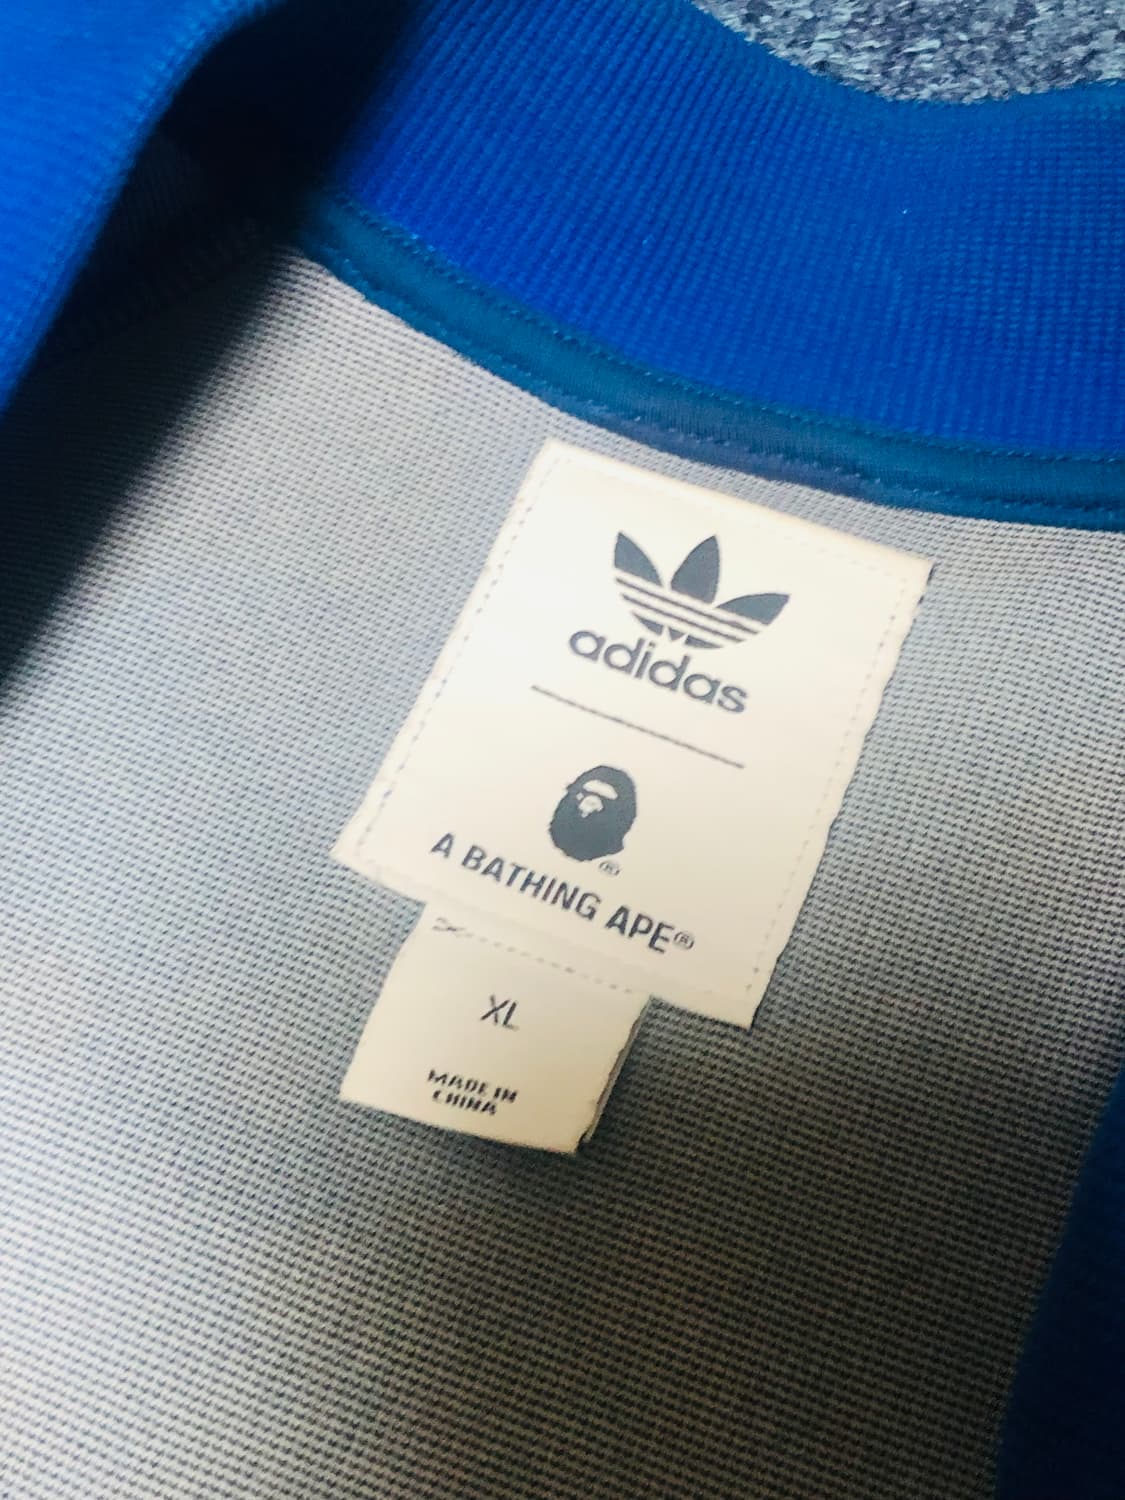 adidas
®
A BATHING APE®
XL
MADE IN
CHINA